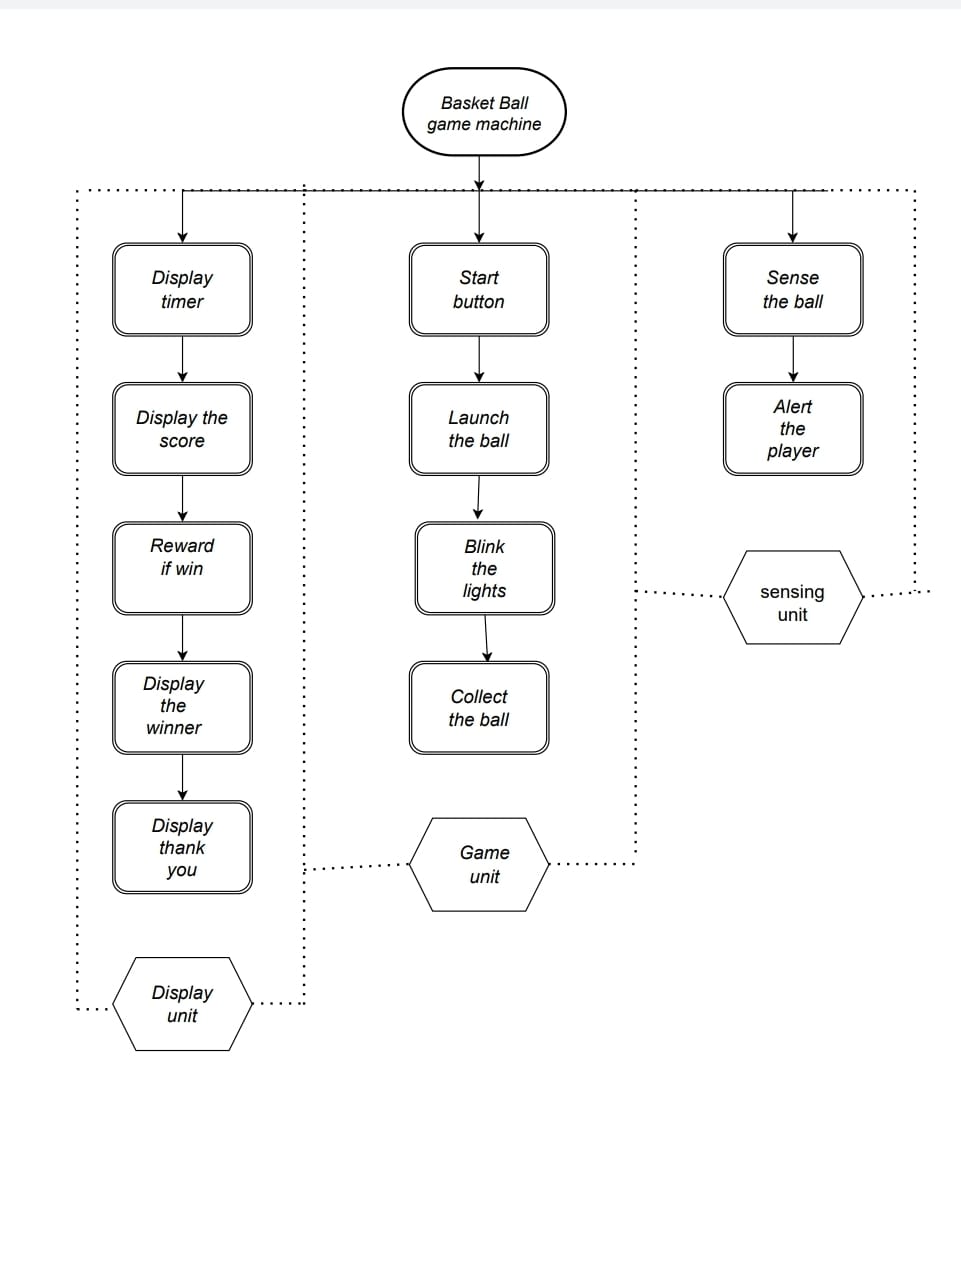 Basket Ball
game machine
Display
timer
Start
button
Sense
the ball
Display the
score
Launch
the ball
Alert
the
player
Reward
if win
Blink
the
lights
sensing
unit
Display
the
winner
Collect
the ball
Display
thank
you
Game
unit
Display
unit